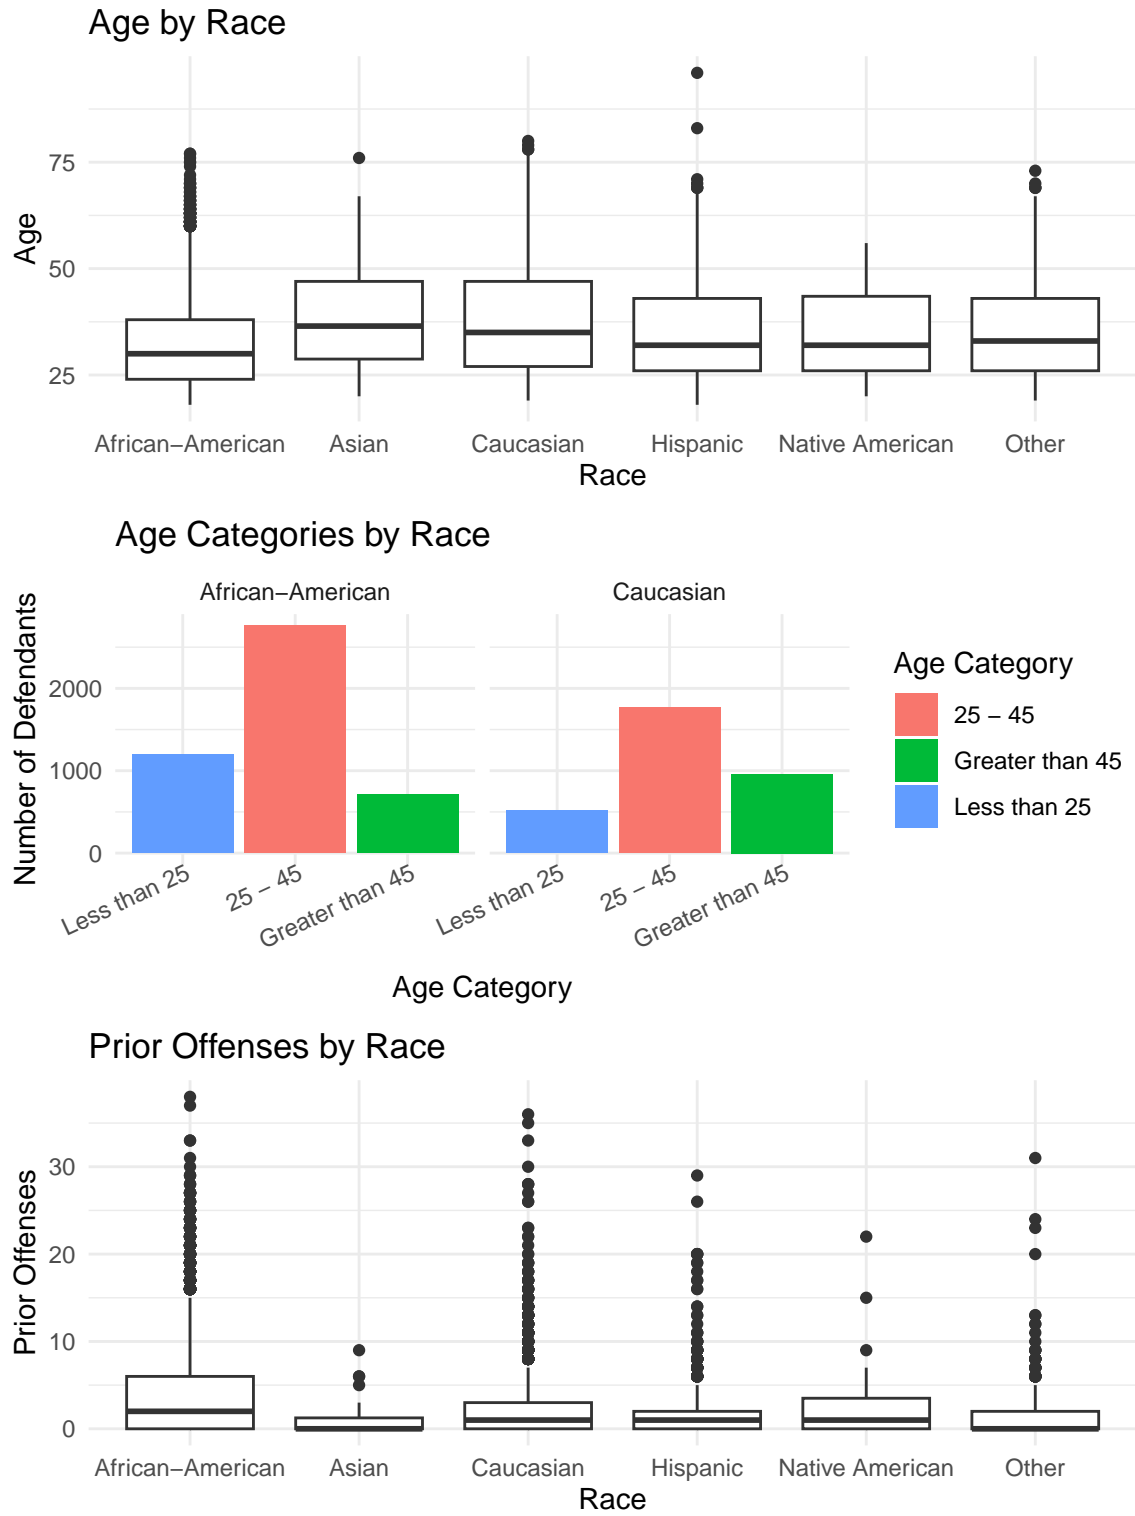 Age by Race
Age
75
50
25
African−American Asian Caucasian Hispanic Native American Other
Race
Age Categories by Race
African−American Caucasian
Number of Defendants
2000
1000
0
Less than 25 25 − 45 Greater than 45 Less than 25 25 − 45 Greater than 45
Age Category
Age Category
25 − 45
Greater than 45
Less than 25
Prior Offenses by Race
Prior Offenses
30
20
10
0
African−American Asian Caucasian Hispanic Native American Other
Race